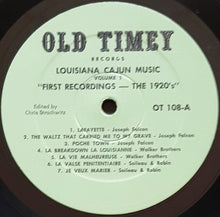 OLD TIMEY
RECORDS
LOUISIANA CAJUN MUSIC
VOLUME 1
"FIRST RECORDINGS — THE 1920's"
Edited by
Chris Strachwitz
OT 108-A
1. LAFAYETTE - Joseph Falcon
2. THE WALTZ THAT CARRIED ME TO MY GRAVE - Joseph Falcon
3. POCHE TOWN - Joseph Falcon
4. LA BREAKDOWN LA LOUISIANNE - Walker Brothers
5. LA VIE MALHEUREUSE - Walker Brothers
6. LA VALSE PENITENTIAIRE - Soileau & Robin
7. JE VEUX MARIER - Soileau & Robin